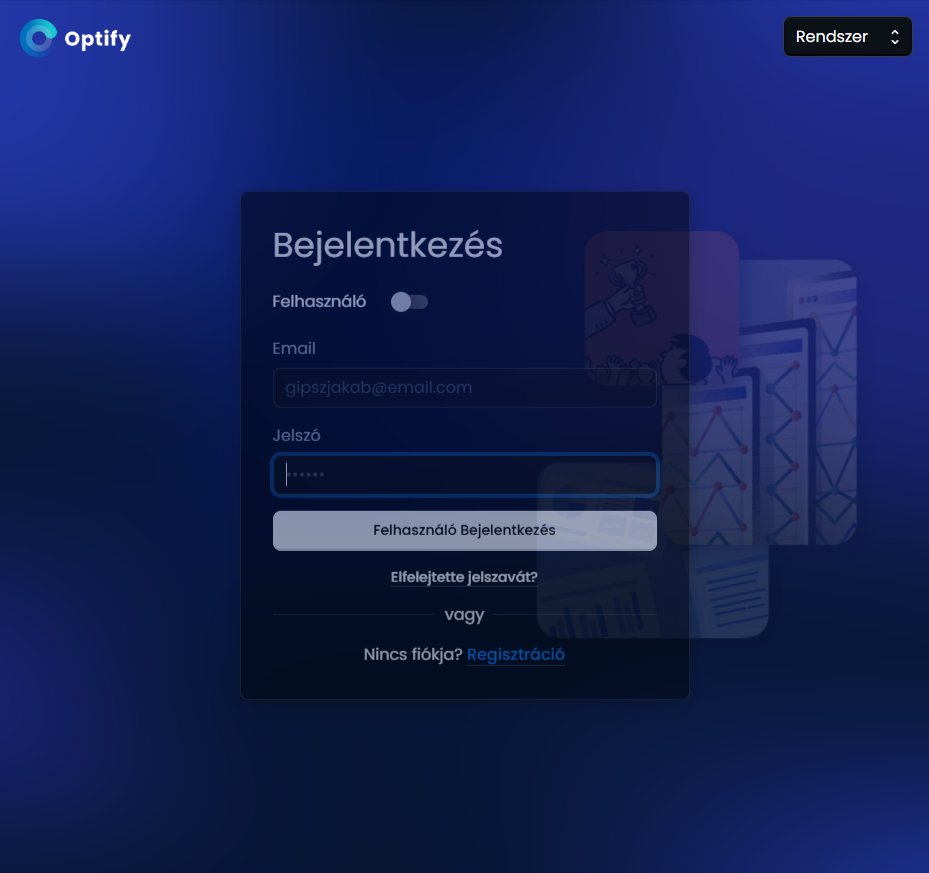 Optify
Rendszer
Bejelentkezés
Felhasználó
Email
gipszjakab@email.com
Jelszó
••••••
Felhasználó Bejelentkezés
Elfelejtette jelszavát?
vagy
Nincs fiókja? Regisztráció